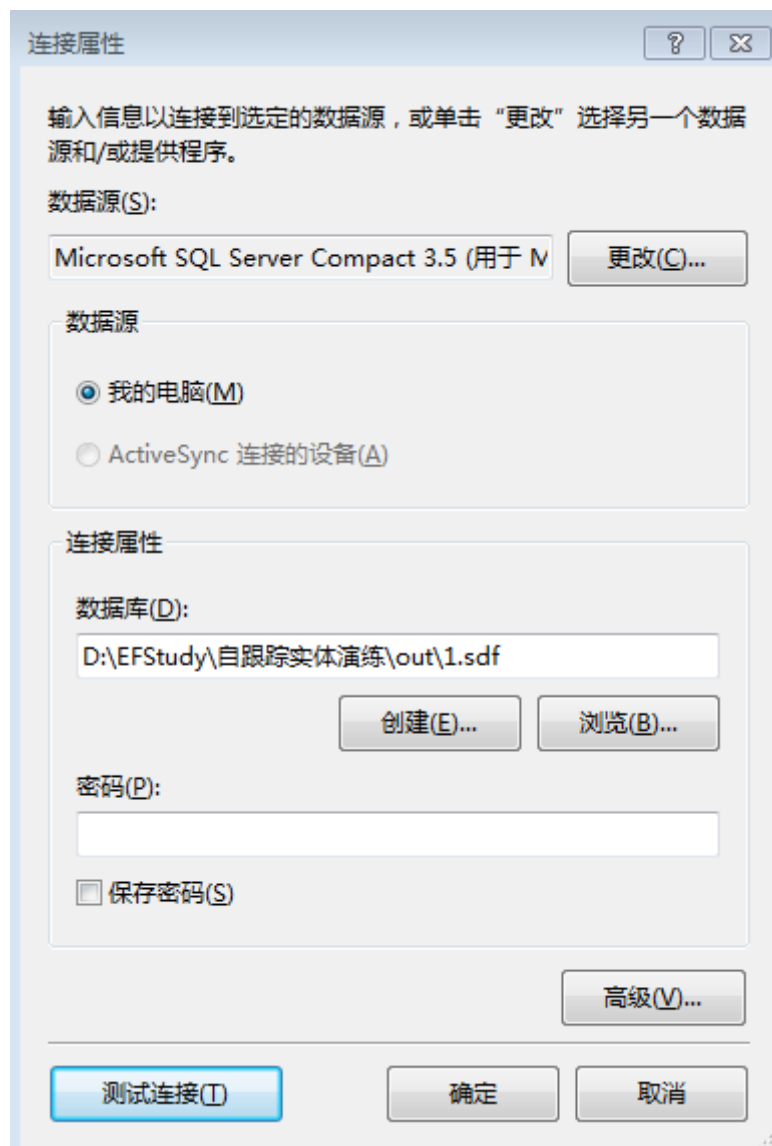 连接属性
输入信息以连接到选定的数据源，或单击“更改”选择另一个数据
源和/或提供程序。
数据源(S):
Microsoft SQL Server Compact 3.5 (用于 M
更改(C)...
数据源
我的电脑(M)
ActiveSync 连接的设备(A)
连接属性
数据库(D):
D:\EFStudy\自跟踪实体演练\out\1.sdf
创建(E)...
浏览(B)...
密码(P):
保存密码(S)
高级(V)...
测试连接(T)
确定
取消